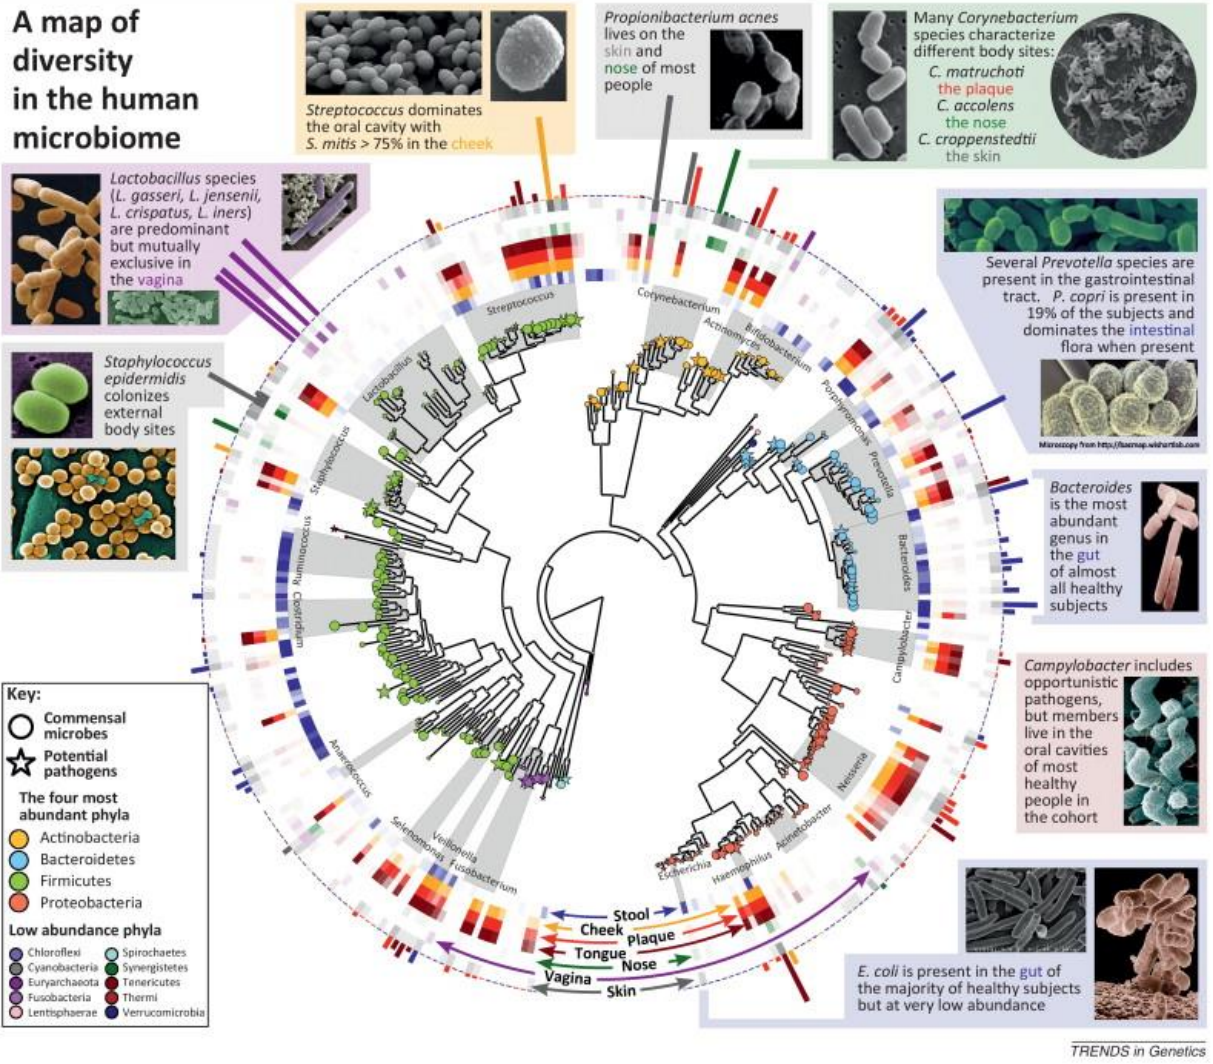 A map of
diversity
in the human
microbiome
Streptococcus dominates
the oral cavity with
S. mitis > 75% in the cheek
Propionibacterium acnes
lives on the
skin and
nose of most
people
Many Corynebacterium
species characterize
different body sites:
C. matruchoti
the plaque
C. accolens
the nose
C. croppenstedtii
the skin
Lactobacillus species
(L. gasseri, L. jensenii,
L. crispatus, L. iners)
are predominant
but mutually
exclusive in
the vagina
Several Prevotella species are
present in the gastrointestinal
tract. P. copri is present in
19% of the subjects and
dominates the intestinal
flora when present
Microscopy from http://bacmap.wishartlab.com
Staphylococcus
epidermidis
colonizes
external
body sites
Bacteroides
is the most
abundant
genus in
the gut
of almost
all healthy
subjects
Campylobacter includes
opportunistic
pathogens,
but members
live in the
oral cavities
of most
healthy
people in
the cohort
E. coli is present in the gut of
the majority of healthy subjects
but at very low abundance
Streptococcus
Corynebacterium
Actinomyces
Bifidobacterium
Porphyromonas
Prevotella
Bacteroides
Campylobacter
Neisseria
Acinetobacter
Haemophilus
Escherichia
Fusobacterium
Veillonella
Selenomonas
Anaerococcus
Clostridium
Ruminococcus
Staphylococcus
Lactobacillus
Stool
Cheek
Plaque
Tongue
Nose
Vagina
Skin
Key:
Commensal
microbes
Potential
pathogens
The four most
abundant phyla
Actinobacteria
Bacteroidetes
Firmicutes
Proteobacteria
Low abundance phyla
Chloroflexi
Cyanobacteria
Euryarchaeota
Fusobacteria
Lentisphaerae
Spirochaetes
Synergistetes
Tenericutes
Thermi
Verrucomicrobia
TRENDS in Genetics